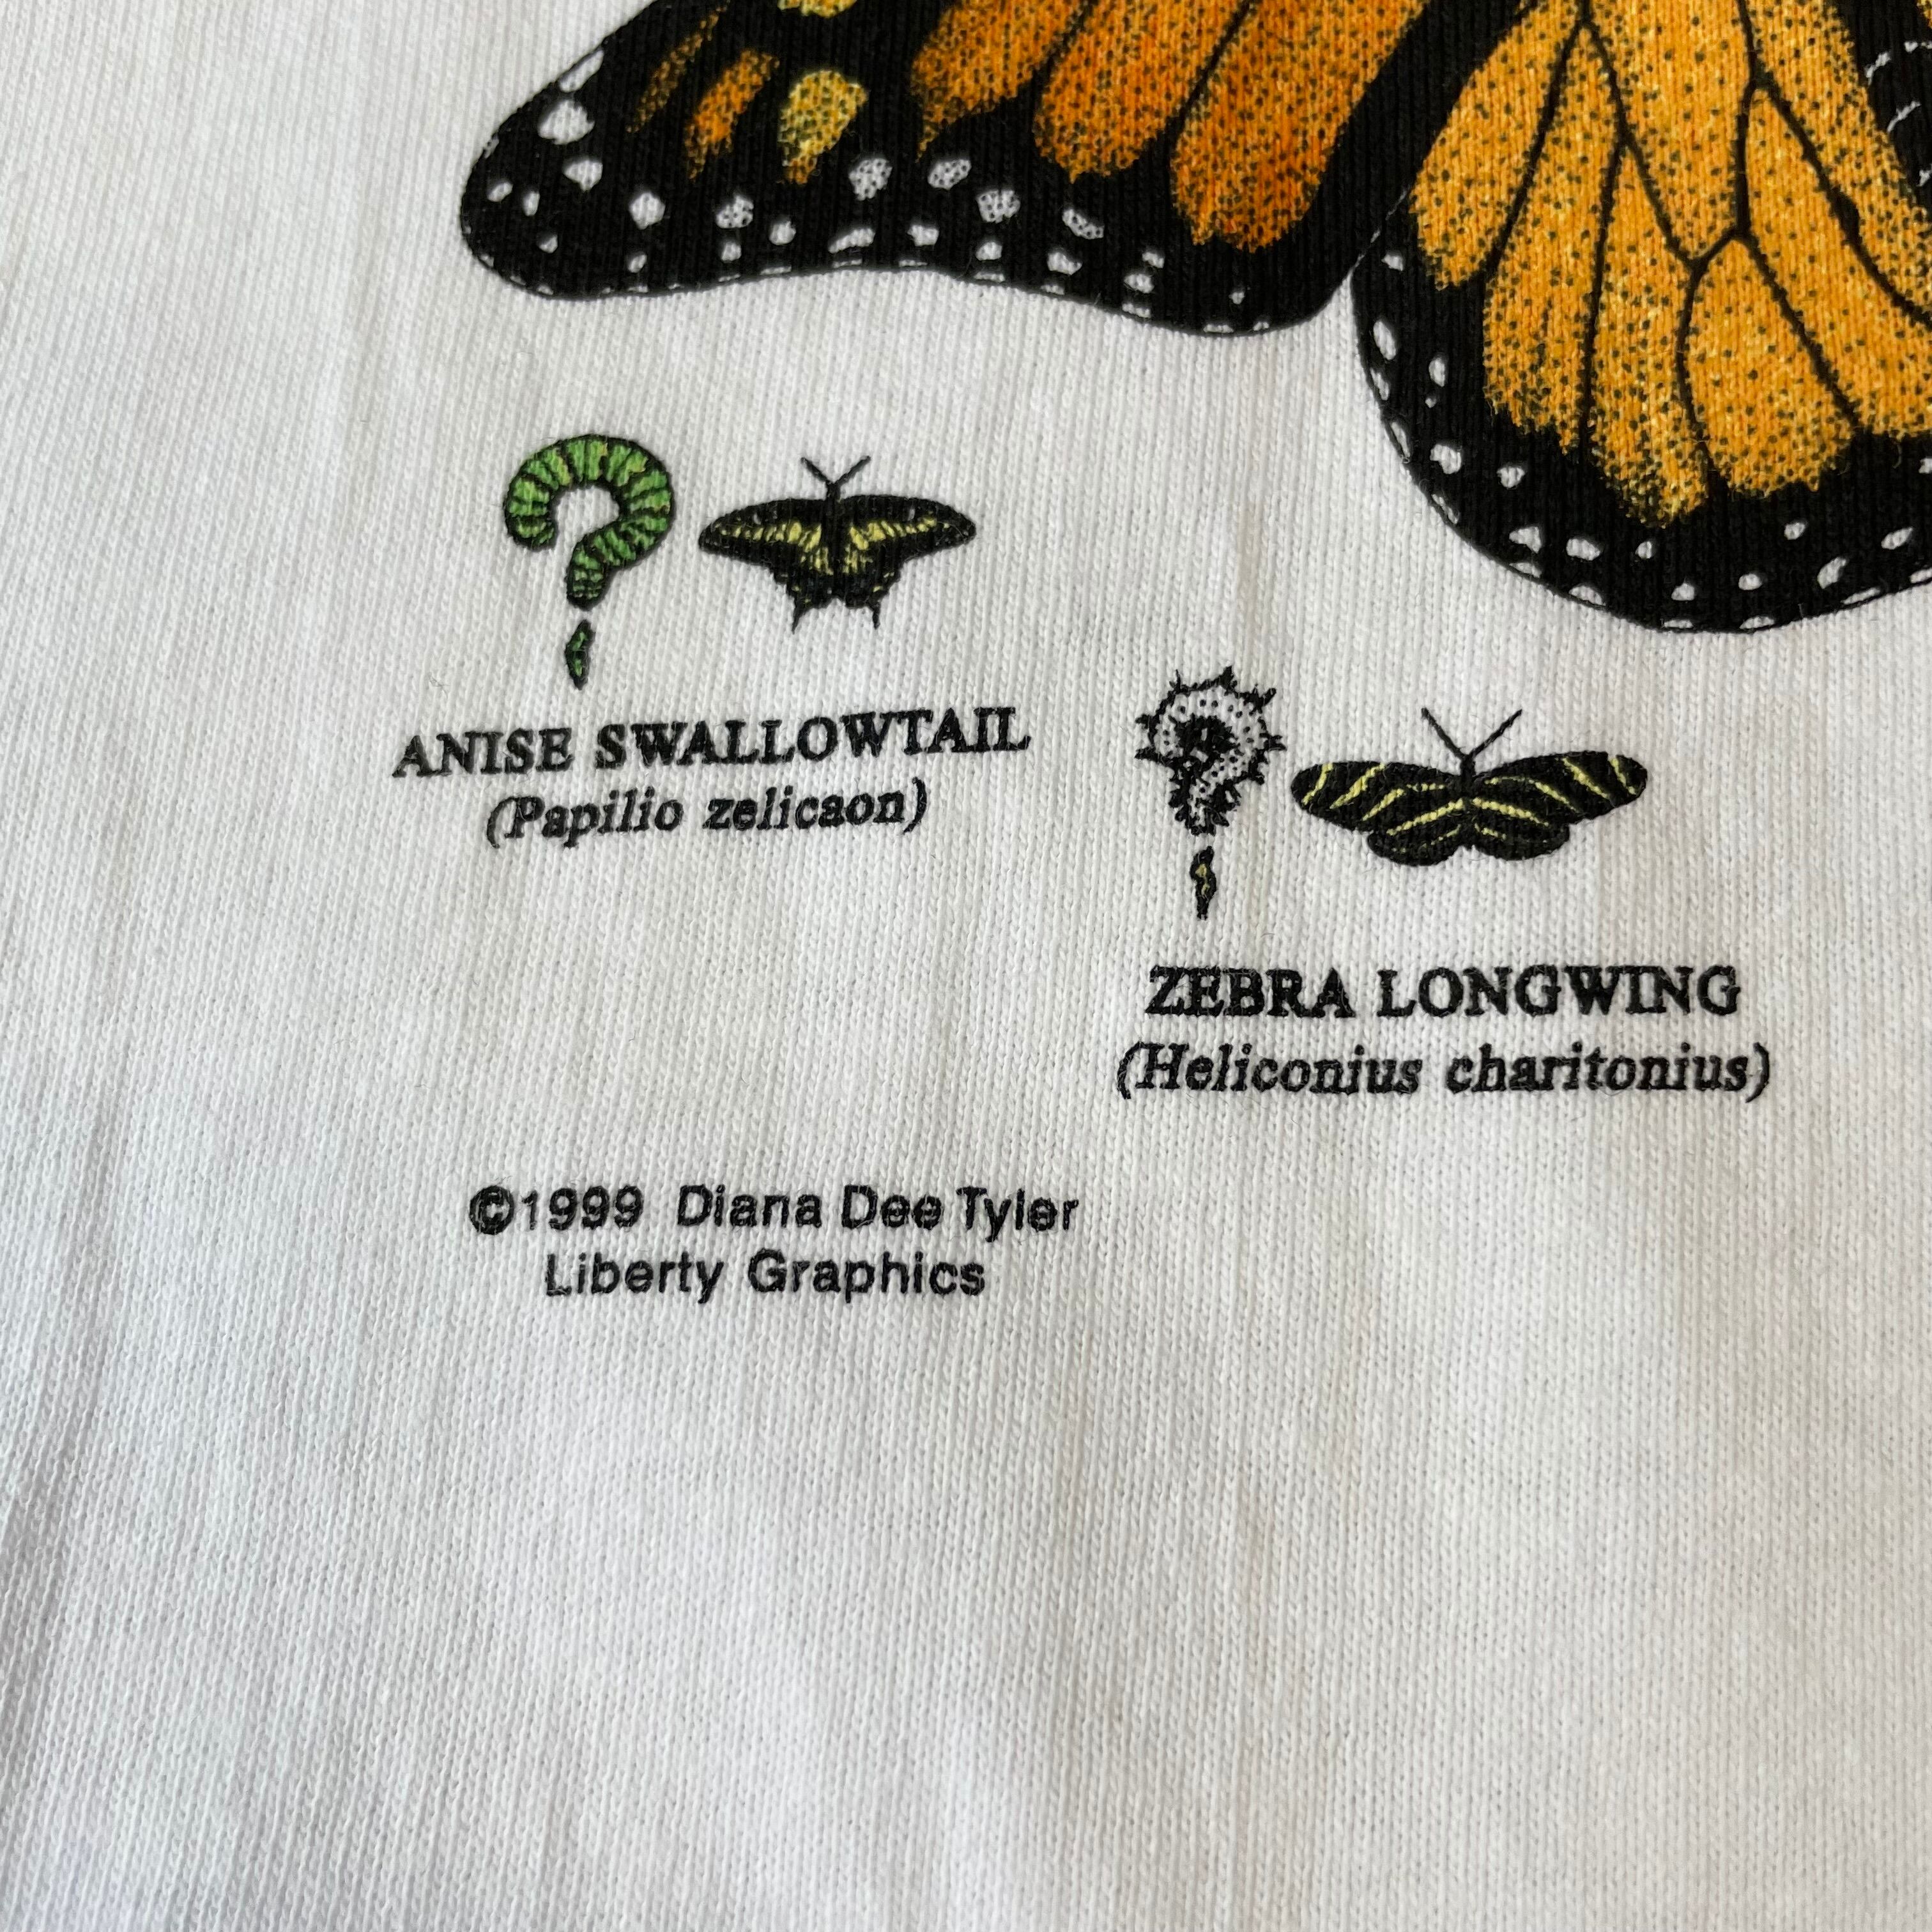 ANISE SWALLOWTAIL
(Papilio zelicaon)
ZEBRA LONGWING
(Heliconius charitonius)
©1999 Diana Dee Tyler
Liberty Graphics